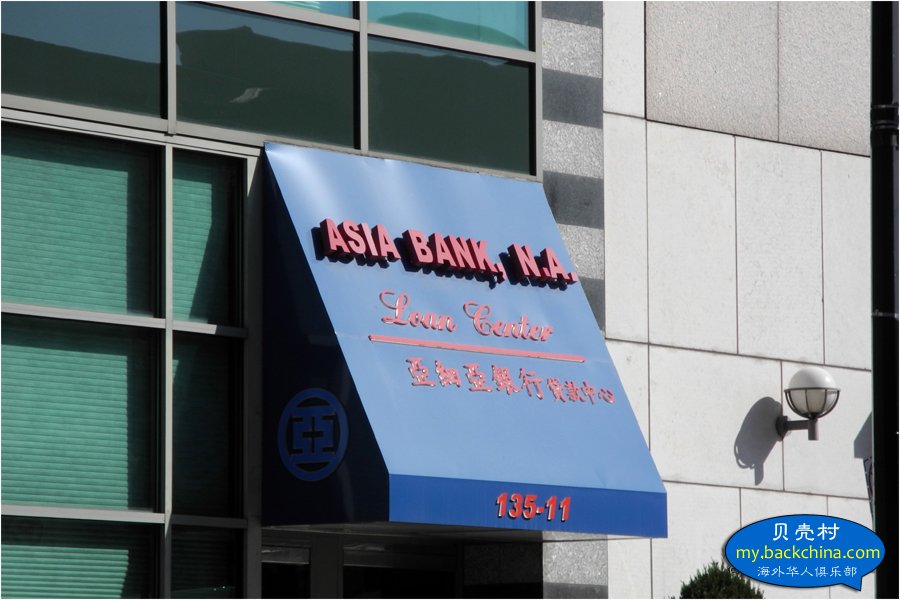 ASIA BANK, N.A.
Loan Center
亞細亞銀行貸款中心
亞
135-11
贝壳村
my.backchina.com
海外华人俱乐部